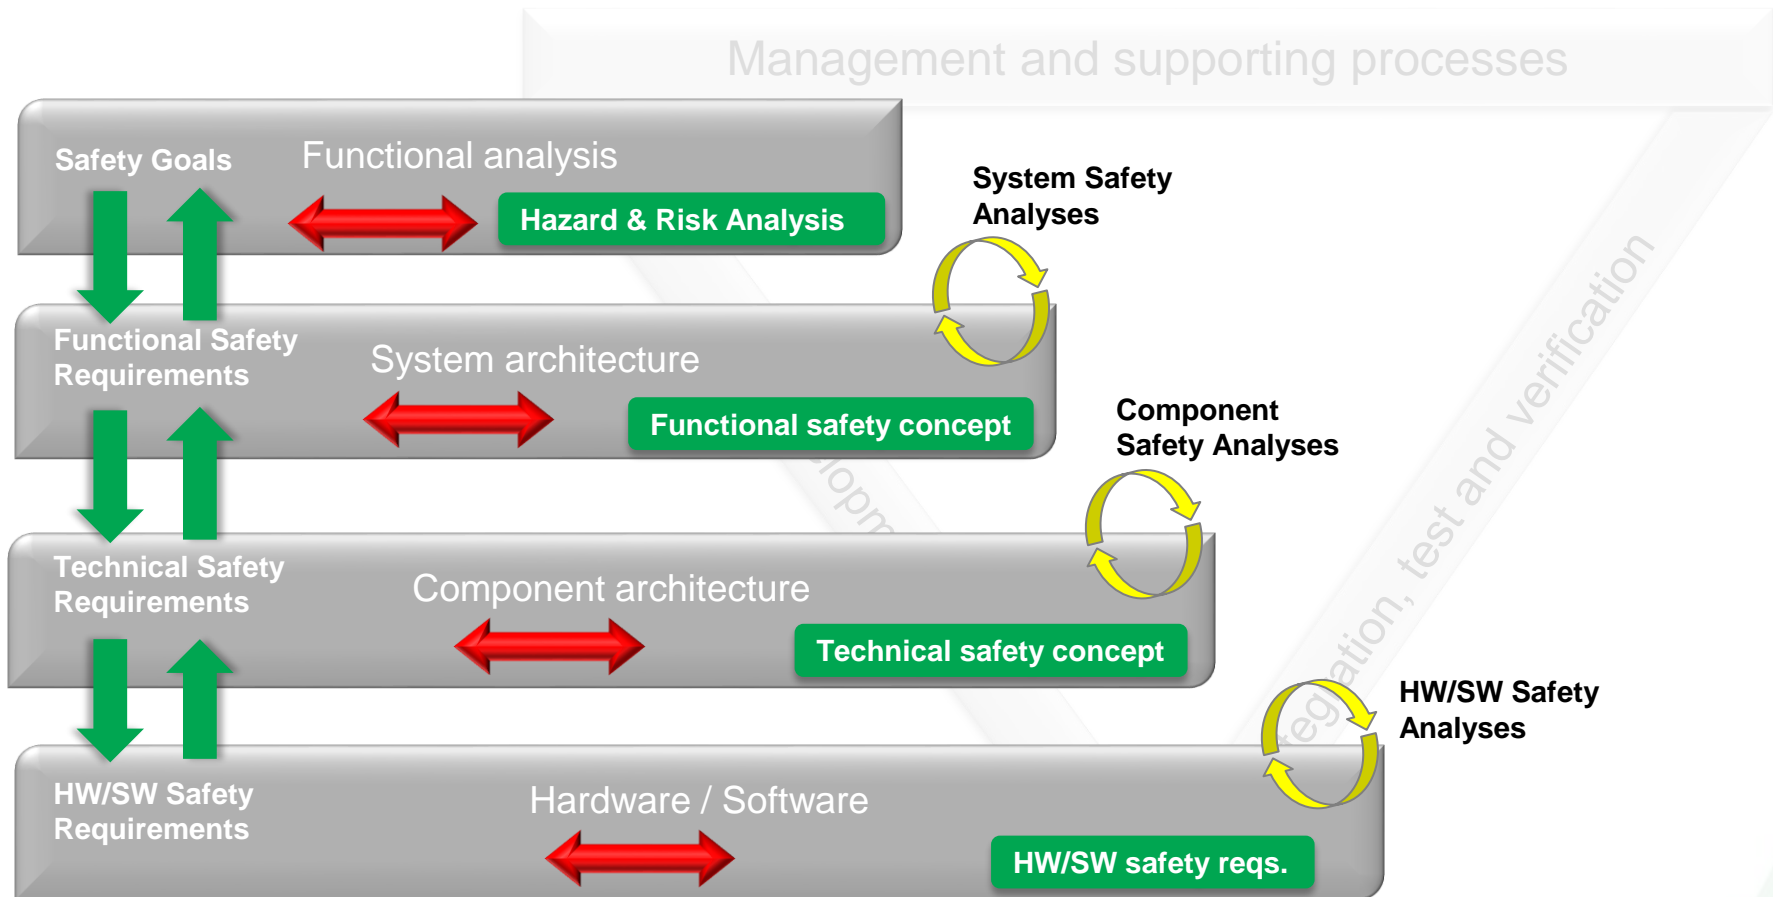 Management and supporting processes
Safety Goals
Functional analysis
Hazard & Risk Analysis
System Safety
Analyses
Functional Safety
Requirements
System architecture
Functional safety concept
Component
Safety Analyses
Technical Safety
Requirements
Component architecture
Technical safety concept
HW/SW Safety
Analyses
HW/SW Safety
Requirements
Hardware / Software
HW/SW safety reqs.
test and verification